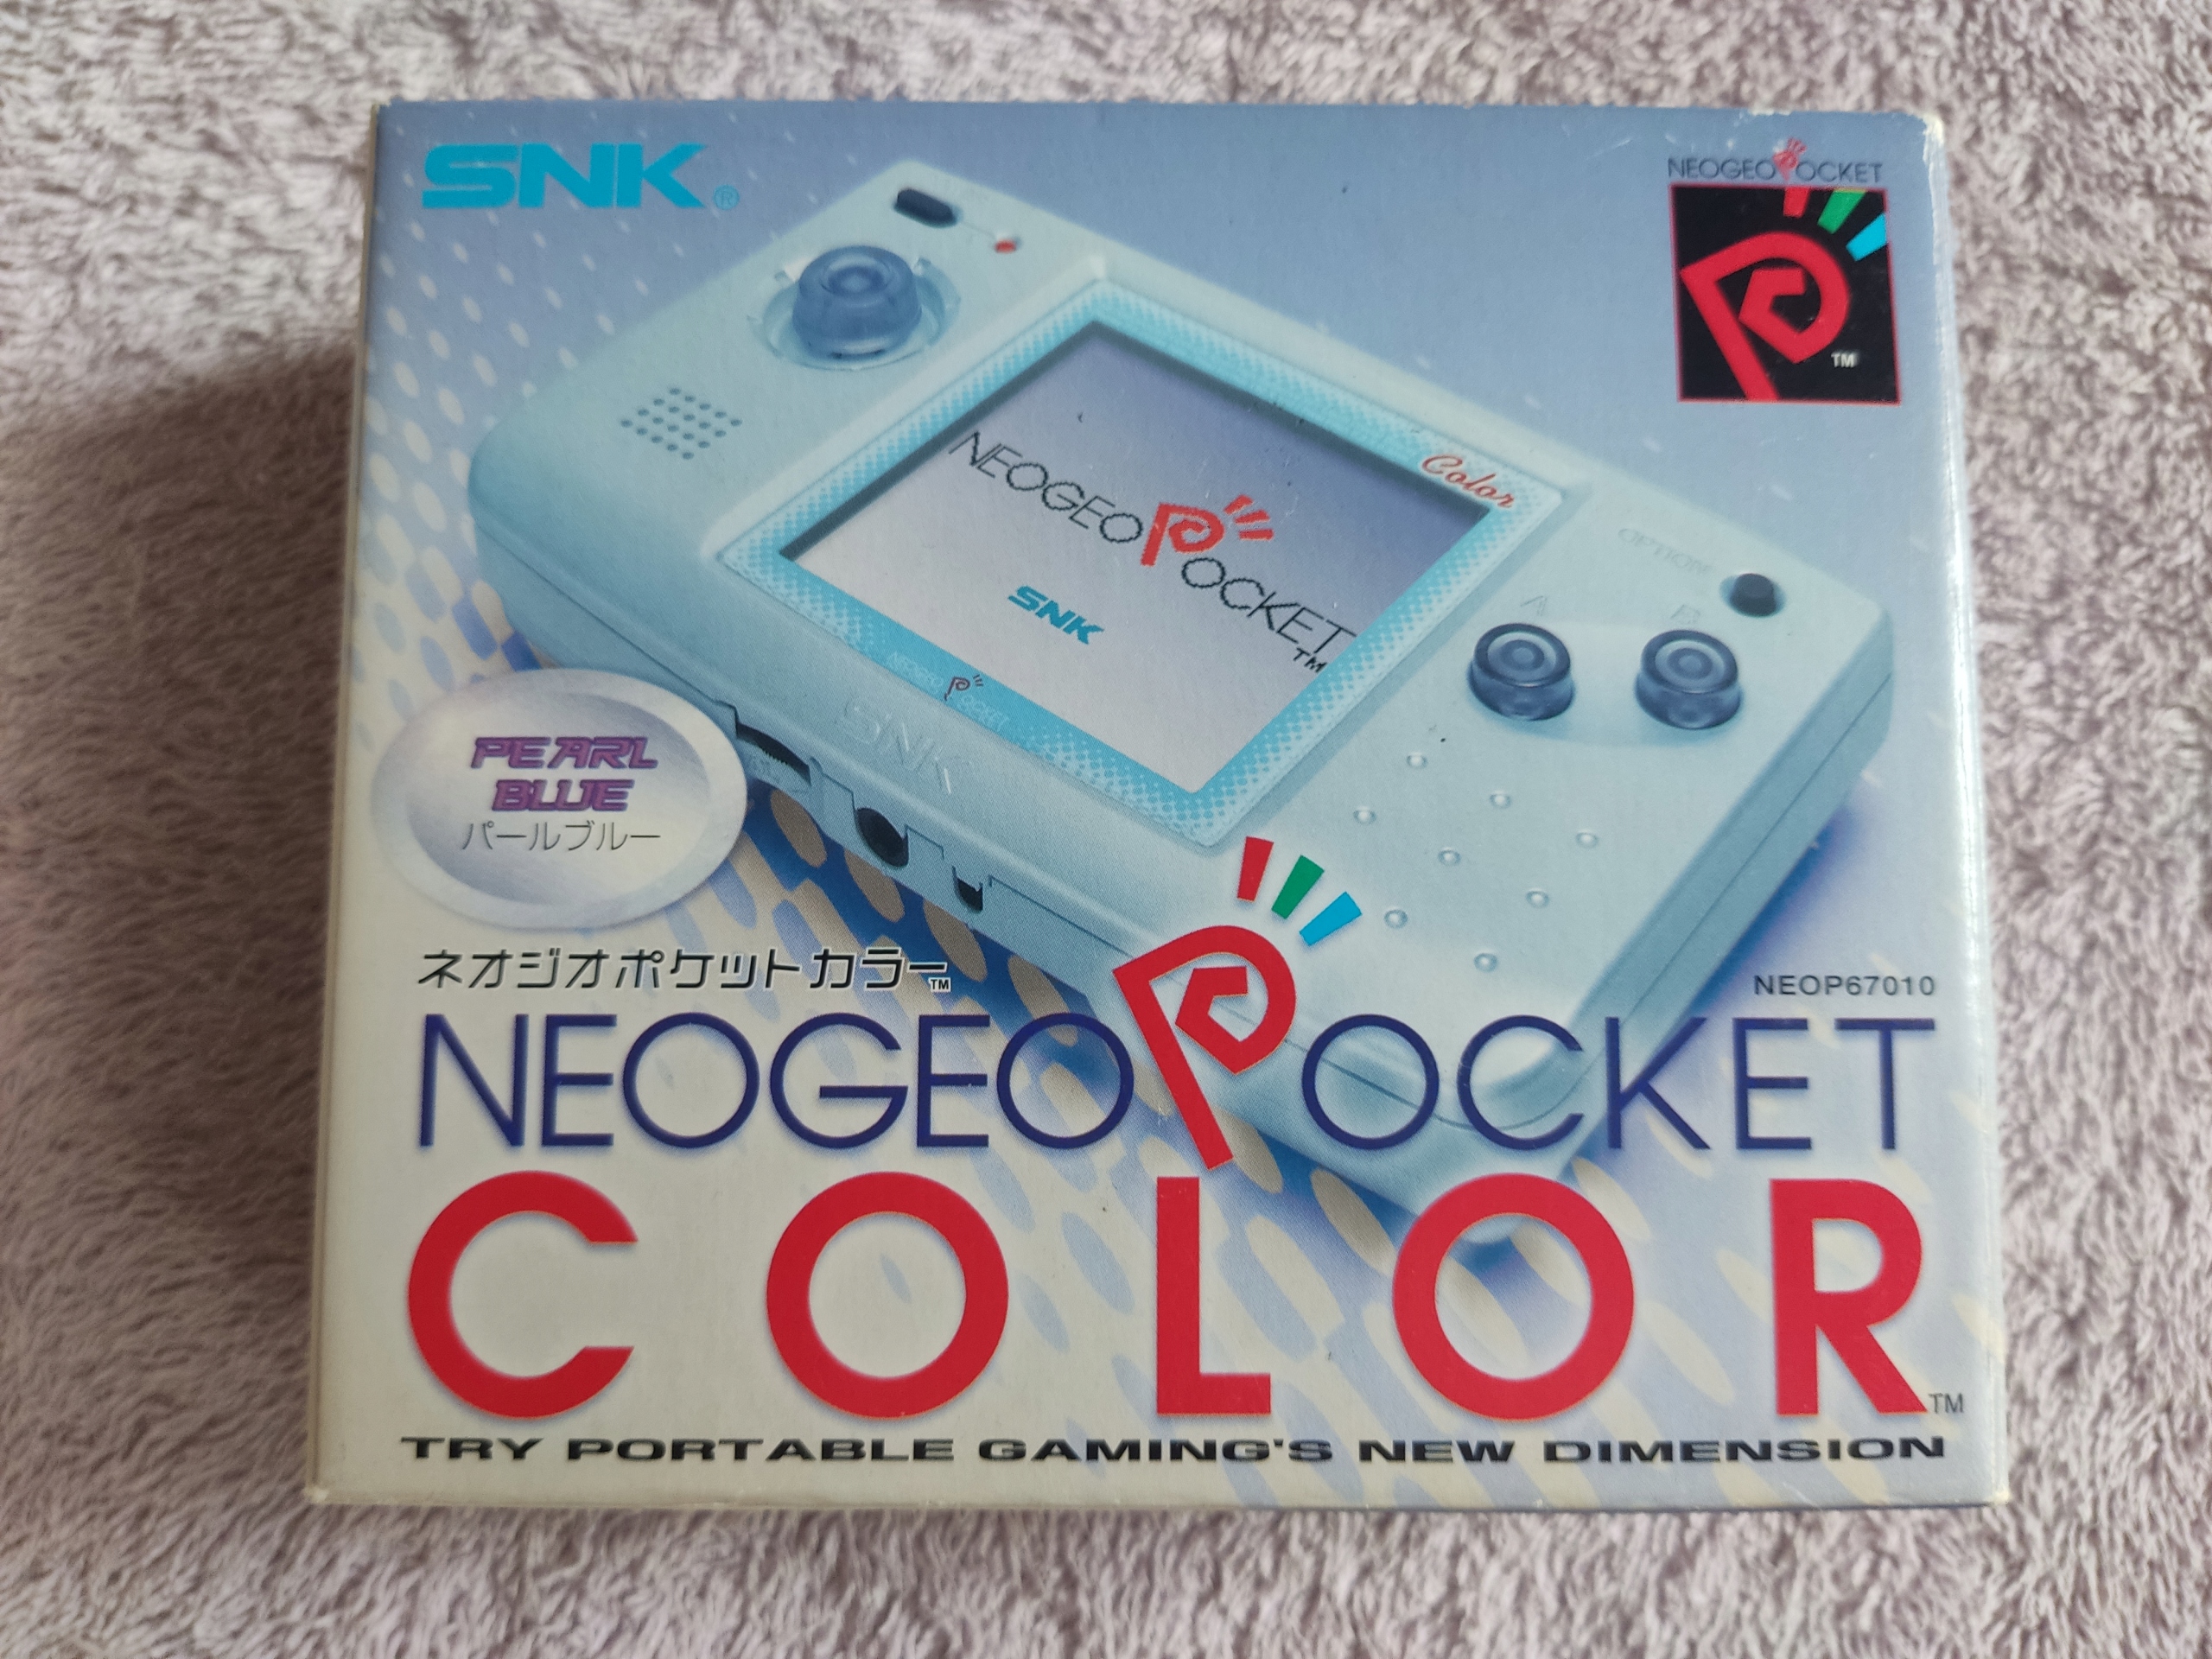 SNK®
NEOGEO POCKET
TM
Color
OPTION
A B
NEOGEO POCKET
TM
SNK
NEOGEO POCKET
SNK
PEARL
BLUE
パールブルー
ネオジオポケットカラー™
NEOP67010
NEOGEO POCKET
COLOR™
TRY PORTABLE GAMING'S NEW DIMENSION